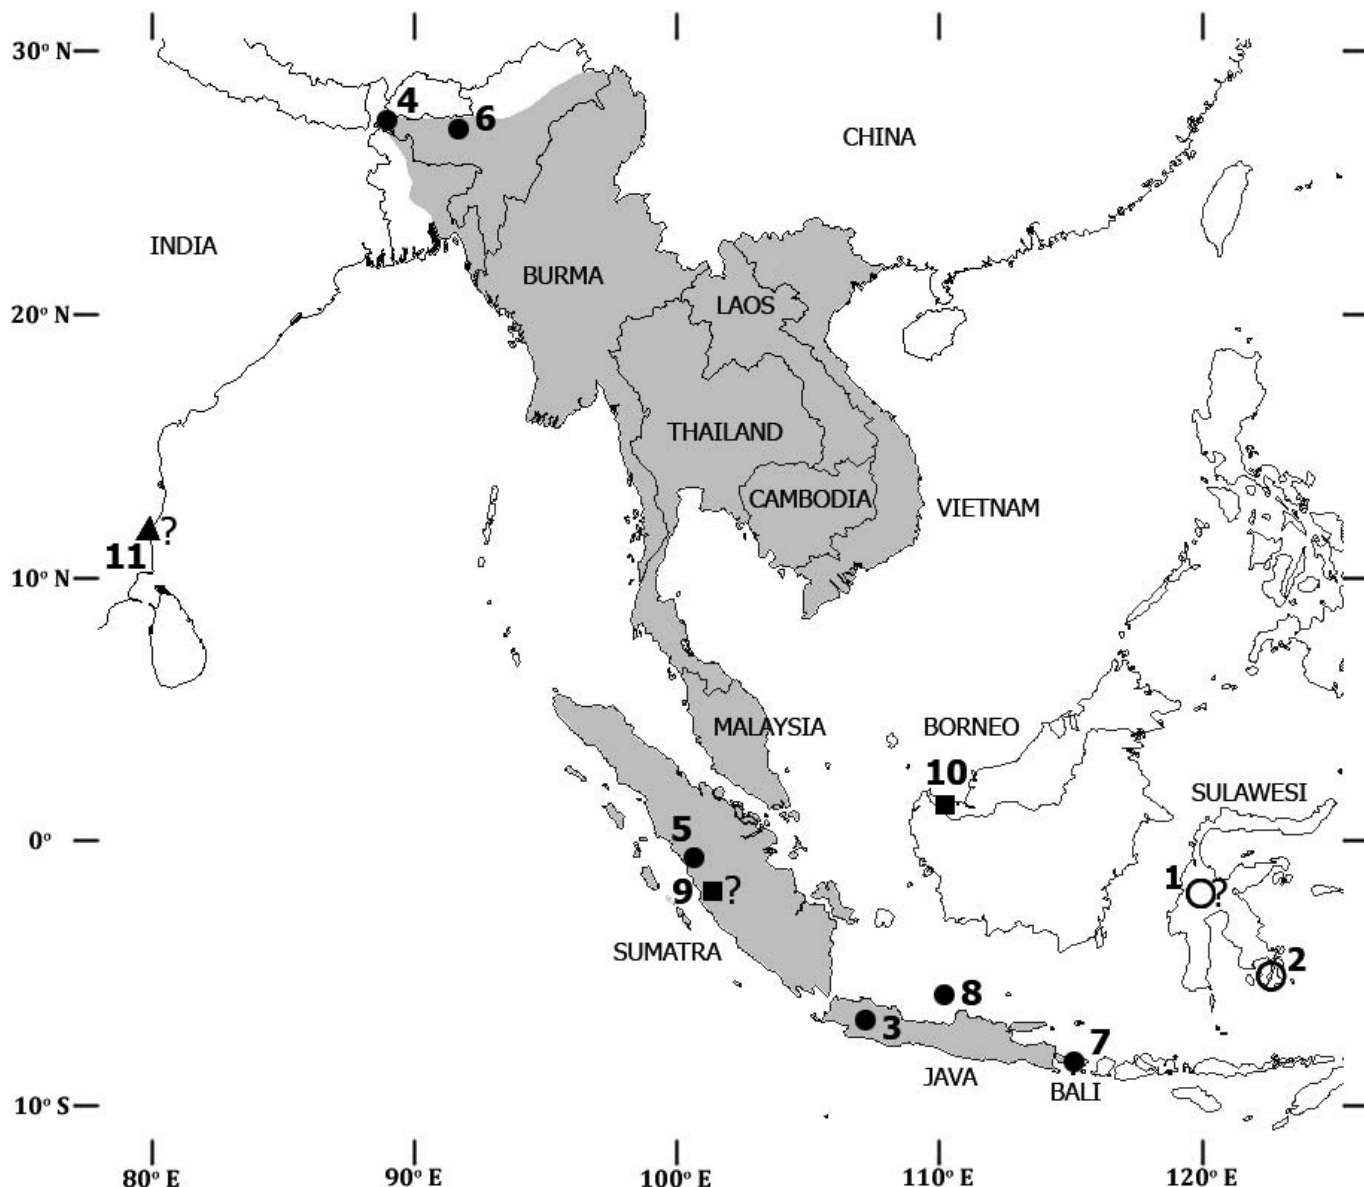 30° N
4
6
CHINA
INDIA
BURMA
LAOS
20° N
THAILAND
CAMBODIA
VIETNAM
?
11
10° N
MALAYSIA
BORNEO
10
SULAWESI
5
0°
9
?
1
?
SUMATRA
2
8
3
7
JAVA
BALI
10° S
80° E
90° E
100° E
110° E
120° E